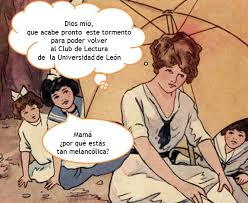 Dios mío,
que acabe pronto este tormento
para poder volver
al Club de Lectura
de la Universidad de León
Mamá
¿por qué estás
tan melancólica?